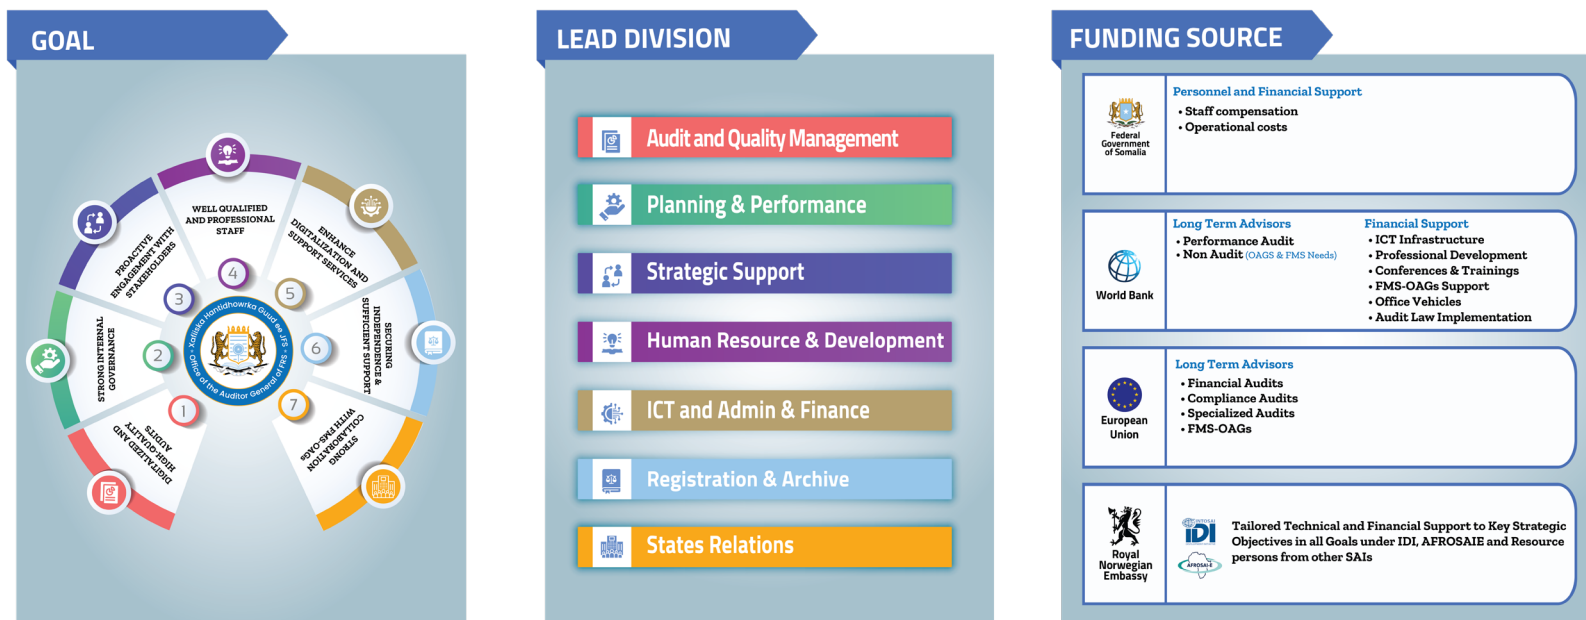 GOAL
WELL QUALIFIED
AND PROFESSIONAL
STAFF
PROACTIVE
ENGAGEMENT WITH
STAKEHOLDERS
ENHANCE
DIGITALIZATION AND
SUPPORT SERVICES
STRONG INTERNAL
GOVERNANCE
SECURING
INDEPENDENCE &
SUFFICIENT SUPPORT
DIGITALIZED AND
HIGH-QUALITY
AUDITS
STRONG
COLLABORATION
WITH FMS-OAGs
1
2
3
4
5
6
7
Xafiiska Hantidhowrka Guud ee JFS
Office of the Auditor General of FRS
LEAD DIVISION
Audit and Quality Management
Planning & Performance
Strategic Support
Human Resource & Development
ICT and Admin & Finance
Registration & Archive
States Relations
FUNDING SOURCE
Federal
Government
of Somalia
Personnel and Financial Support
• Staff compensation
• Operational costs
World Bank
Long Term Advisors
• Performance Audit
• Non Audit (OAGS & FMS Needs)
Financial Support
• ICT Infrastructure
• Professional Development
• Conferences & Trainings
• FMS-OAGs Support
• Office Vehicles
• Audit Law Implementation
European
Union
Long Term Advisors
• Financial Audits
• Compliance Audits
• Specialized Audits
• FMS-OAGs
Royal
Norwegian
Embassy
INTOSAI
IDI
AFROSAI-E
Tailored Technical and Financial Support to Key Strategic
Objectives in all Goals under IDI, AFROSAIE and Resource
persons from other SAIs